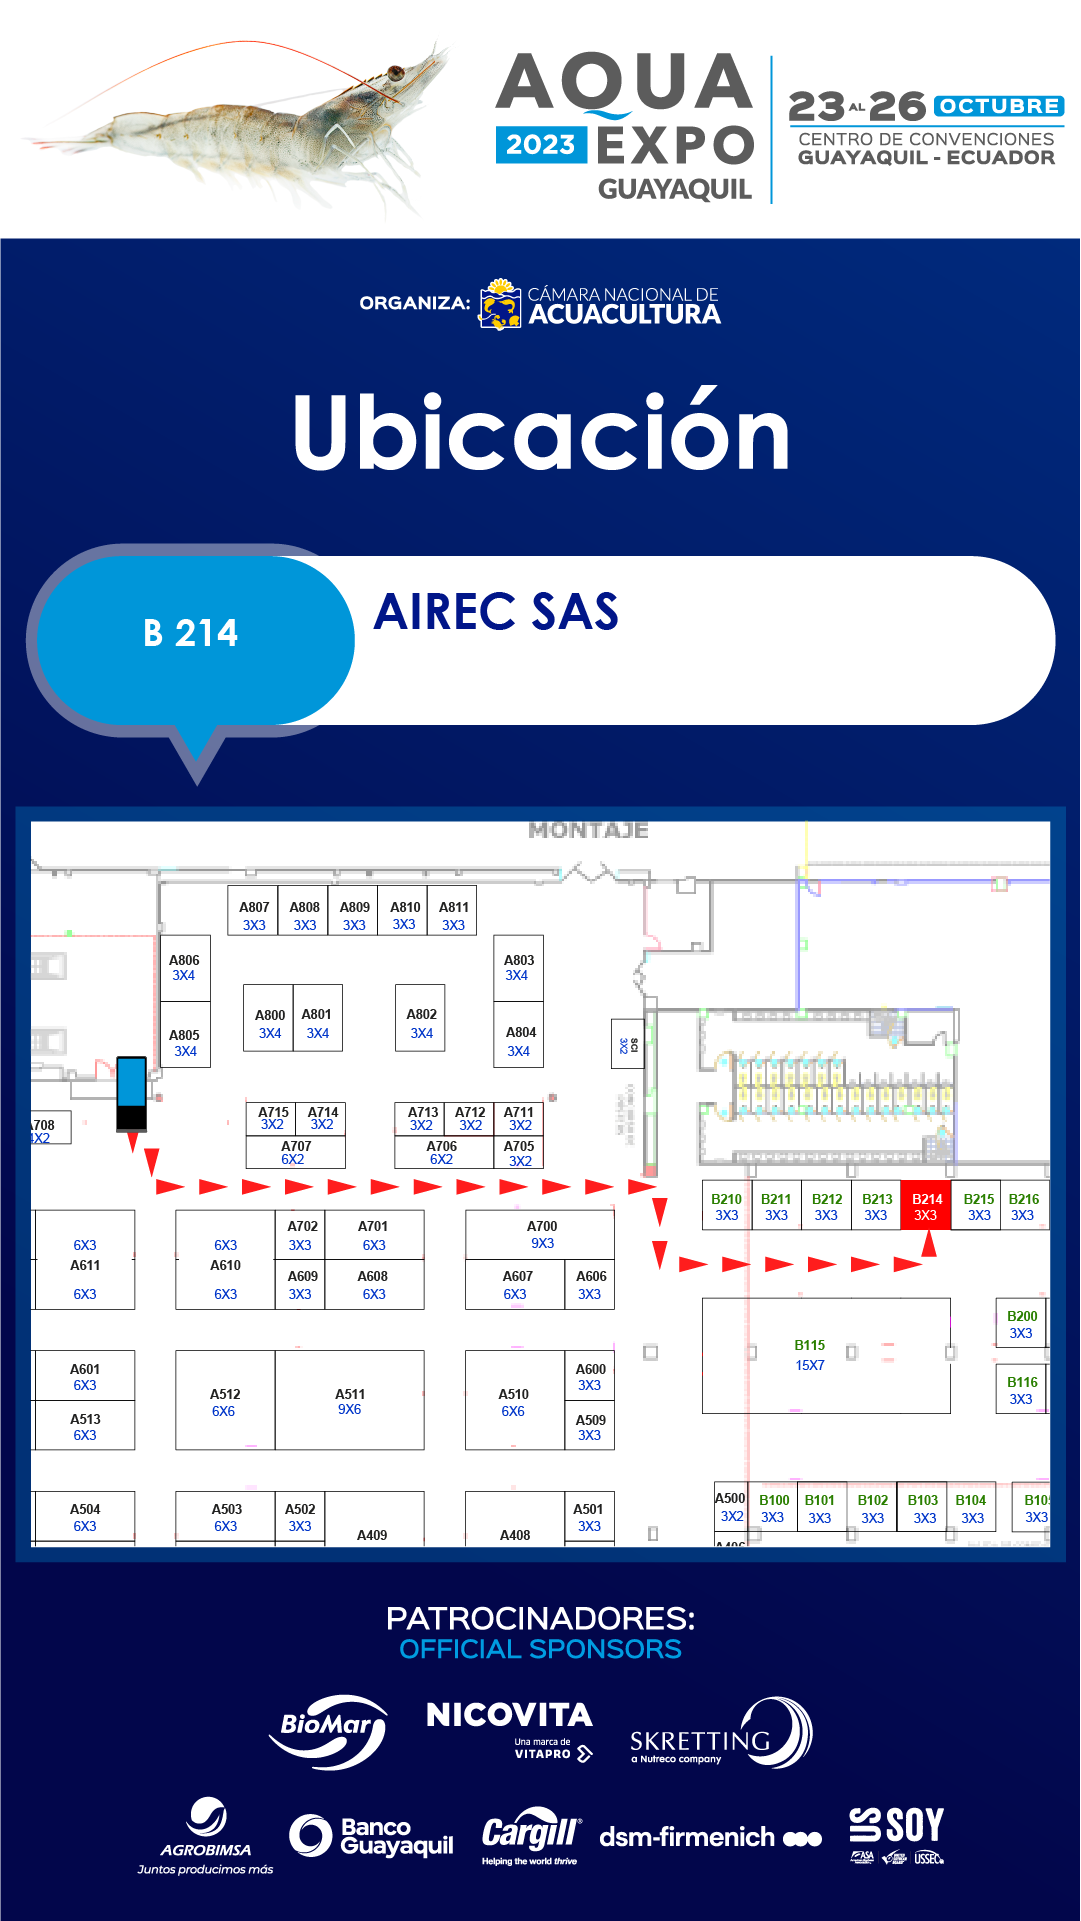 AQUA
2023 EXPO
GUAYAQUIL
23 AL 26 OCTUBRE
CENTRO DE CONVENCIONES
GUAYAQUIL - ECUADOR
ORGANIZA:
CÁMARA NACIONAL DE
ACUACULTURA
Ubicación
B 214
AIREC SAS
MONTAJE
A807 A808 A809 A810 A811
3X3 3X3 3X3 3X3 3X3
A806 A803
3X4 3X4
A800 A801 A802
3X4 3X4 3X4
A805 A804
3X4 3X4
SCI
3X2
A715 A714 A713 A712 A711
3X2 3X2 3X2 3X2 3X2
A708
4X2
A707 A706 A705
6X2 6X2 3X2
B210 B211 B212 B213 B214 B215 B216
3X3 3X3 3X3 3X3 3X3 3X3 3X3
A702 A701 A700
6X3 6X3 3X3 6X3 9X3
A611 A610
A609 A608 A607 A606
6X3 6X3 3X3 6X3 6X3 3X3
B200
3X3
B115
15X7
A601 A600
6X3 3X3
B116
3X3
A512 A511 A510
6X6 9X6 6X6
A513 A509
6X3 3X3
A500 B100 B101 B102 B103 B104 B105
3X2 3X3 3X3 3X3 3X3 3X3 3X3
A504 A503 A502 A501
6X3 6X3 3X3 3X3
A409 A408
A406
PATROCINADORES:
OFFICIAL SPONSORS
BioMar
NICOVITA
Una marca de
VITAPRO
SKRETTING
a Nutreco company
AGROBIMSA
Juntos producimos más
Banco
Guayaquil
Cargill®
Helping the world thrive
dsm-firmenich
US SOY
ASA
USSEC